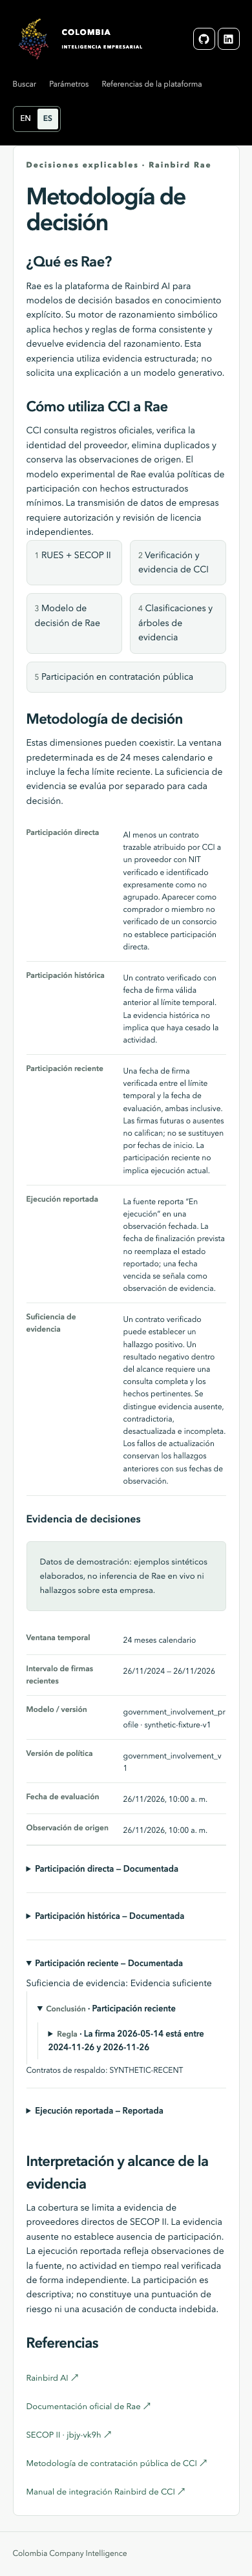 COLOMBIA
INTELIGENCIA EMPRESARIAL
Buscar Parámetros Referencias de la plataforma
EN ES
Decisiones explicables · Rainbird Rae
Metodología de
decisión
¿Qué es Rae?
Rae es la plataforma de Rainbird AI para
modelos de decisión basados en conocimiento
explícito. Su motor de razonamiento simbólico
aplica hechos y reglas de forma consistente y
devuelve evidencia del razonamiento. Esta
experiencia utiliza evidencia estructurada; no
solicita una explicación a un modelo generativo.
Cómo utiliza CCI a Rae
CCI consulta registros oficiales, verifica la
identidad del proveedor, elimina duplicados y
conserva las observaciones de origen. El
modelo experimental de Rae evalúa políticas de
participación con hechos estructurados
mínimos. La transmisión de datos de empresas
requiere autorización y revisión de licencia
independientes.
1 RUES + SECOP II
2 Verificación y
evidencia de CCI
3 Modelo de
decisión de Rae
4 Clasificaciones y
árboles de
evidencia
5 Participación en contratación pública
Metodología de decisión
Estas dimensiones pueden coexistir. La ventana
predeterminada es de 24 meses calendario e
incluye la fecha límite reciente. La suficiencia de
evidencia se evalúa por separado para cada
decisión.
Participación directa
Al menos un contrato
trazable atribuido por CCI a
un proveedor con NIT
verificado e identificado
expresamente como no
agrupado. Aparecer como
comprador o miembro no
verificado de un consorcio
no establece participación
directa.
Participación histórica
Un contrato verificado con
fecha de firma válida
anterior al límite temporal.
La evidencia histórica no
implica que haya cesado la
actividad.
Participación reciente
Una fecha de firma
verificada entre el límite
temporal y la fecha de
evaluación, ambas inclusive.
Las firmas futuras o ausentes
no califican; no se sustituyen
por fechas de inicio. La
participación reciente no
implica ejecución actual.
Ejecución reportada
La fuente reporta "En
ejecución" en una
observación fechada. La
fecha de finalización prevista
no reemplaza el estado
reportado; una fecha
vencida se señala como
observación de evidencia.
Suficiencia de
evidencia
Un contrato verificado
puede establecer un
hallazgo positivo. Un
resultado negativo dentro
del alcance requiere una
consulta completa y los
hechos pertinentes. Se
distingue evidencia ausente,
contradictoria,
desactualizada e incompleta.
Los fallos de actualización
conservan los hallazgos
anteriores con sus fechas de
observación.
Evidencia de decisiones
Datos de demostración: ejemplos sintéticos
elaborados, no inferencia de Rae en vivo ni
hallazgos sobre esta empresa.
Ventana temporal
24 meses calendario
Intervalo de firmas
recientes
26/11/2024 – 26/11/2026
Modelo / versión
government_involvement_pr
ofile · synthetic-fixture-v1
Versión de política
government_involvement_v
1
Fecha de evaluación
26/11/2026, 10:00 a. m.
Observación de origen
26/11/2026, 10:00 a. m.
▶ Participación directa — Documentada
▶ Participación histórica — Documentada
▼ Participación reciente — Documentada
Suficiencia de evidencia: Evidencia suficiente
▼ Conclusión · Participación reciente
▶ Regla · La firma 2026-05-14 está entre
2024-11-26 y 2026-11-26
Contratos de respaldo: SYNTHETIC-RECENT
▶ Ejecución reportada — Reportada
Interpretación y alcance de la
evidencia
La cobertura se limita a evidencia de
proveedores directos de SECOP II. La evidencia
ausente no establece ausencia de participación.
La ejecución reportada refleja observaciones de
la fuente, no actividad en tiempo real verificada
de forma independiente. La participación es
descriptiva; no constituye una puntuación de
riesgo ni una acusación de conducta indebida.
Referencias
Rainbird AI ↗
Documentación oficial de Rae ↗
SECOP II · jbjy-vk9h ↗
Metodología de contratación pública de CCI ↗
Manual de integración Rainbird de CCI ↗
Colombia Company Intelligence